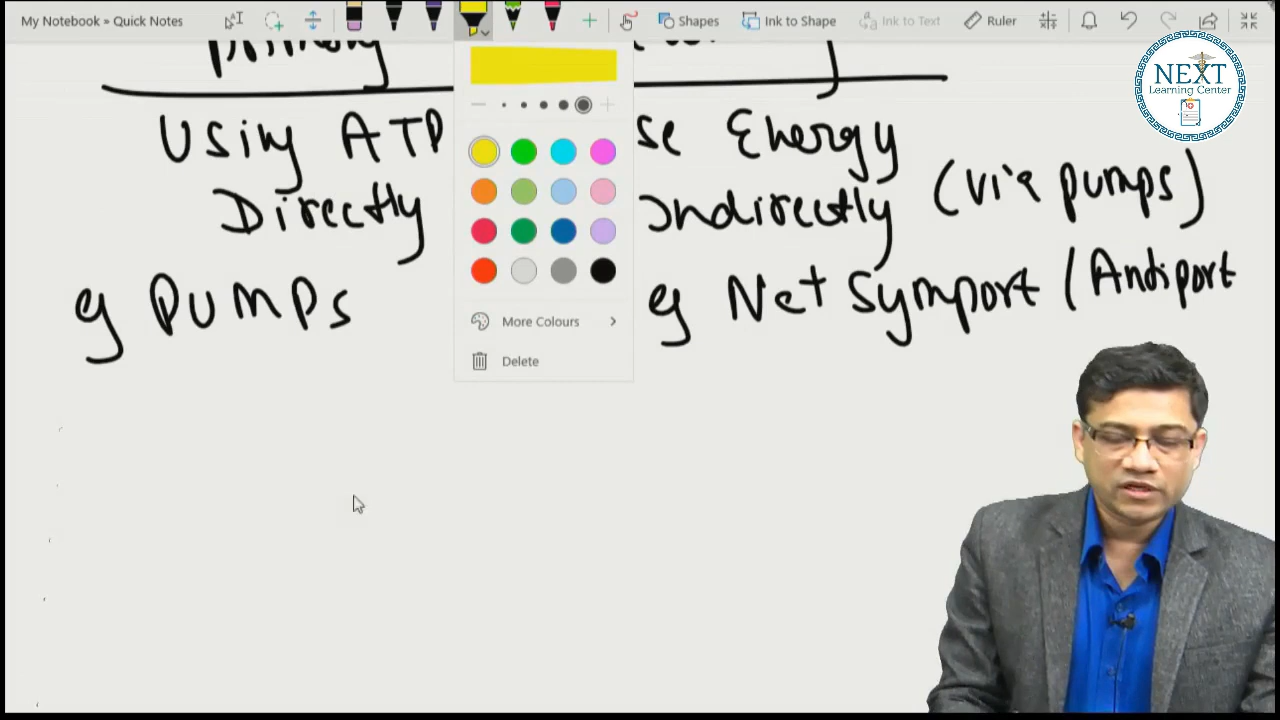 My Notebook » Quick Notes
Shapes
Ink to Shape
Ink to Text
Ruler
NEXT
Learning Center
Primary
Using ATP
se Energy
Directly
Indirectly (via pumps)
eg Pumps
eg Net Symport / Antiport
More Colours
Delete